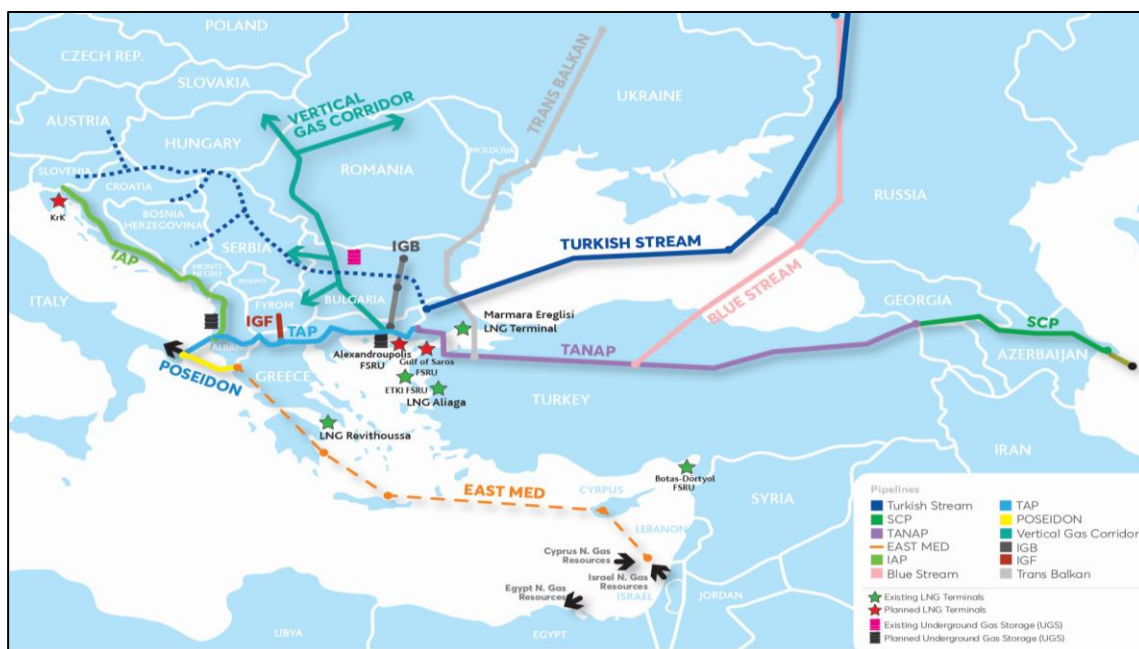 POLAND
CZECH REP.
SLOVAKIA
UKRAINE
AUSTRIA
VERTICAL
GAS CORRIDOR
TRANS BALKAN
HUNGARY
MOLDOVA
ROMANIA
SLOVENIA
CROATIA
RUSSIA
KrK
BOSNIA
HERZEGOVINA
SERBIA
IGB
TURKISH STREAM
IAP
MONTE
NEGRO
KOSOVO
BLUE STREAM
ITALY
FYROM
BULGARIA
GEORGIA
IGF
TAP
Marmara Ereglisi
LNG Terminal
SCP
AZERBAIJAN
Alexandroupolis
FSRU
Gulf of Saros
FSRU
TANAP
POSEIDON
GREECE
ETKI FSRU
LNG Aliaga
TURKEY
LNG Revithoussa
IRAN
Botas-Dortyol
FSRU
EAST MED
CYRPUS
SYRIA
LEBANON
Cyprus N. Gas
Resources
Israel N. Gas
Resources
Egypt N. Gas
Resources
ISRAEL
JORDAN
LIBYA
EGYPT
Pipelines
Turkish Stream
SCP
TANAP
EAST MED
IAP
Blue Stream
TAP
POSEIDON
Vertical Gas Corridor
IGB
IGF
Trans Balkan
Existing LNG Terminals
Planned LNG Terminals
Existing Underground Gas Storage (UGS)
Planned Underground Gas Storage (UGS)